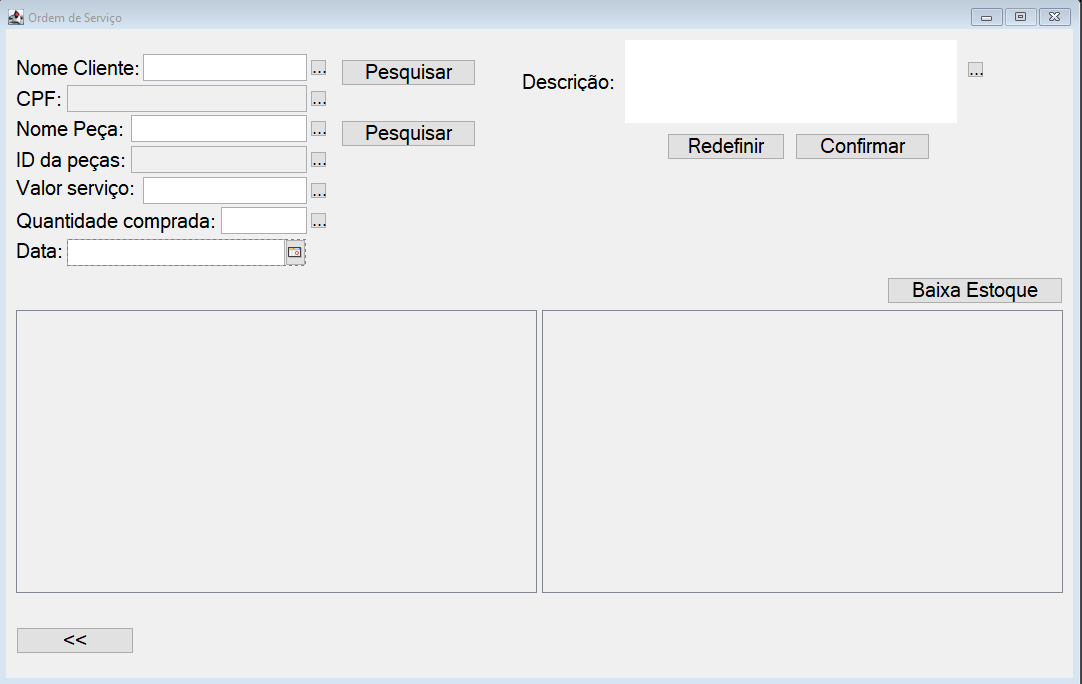 Ordem de Serviço
Nome Cliente: ... Pesquisar
CPF: ...
Nome Peça: ... Pesquisar
ID da peças: ...
Valor serviço: ...
Quantidade comprada: ...
Data:
Descrição: ...
Redefinir Confirmar
Baixa Estoque
<<